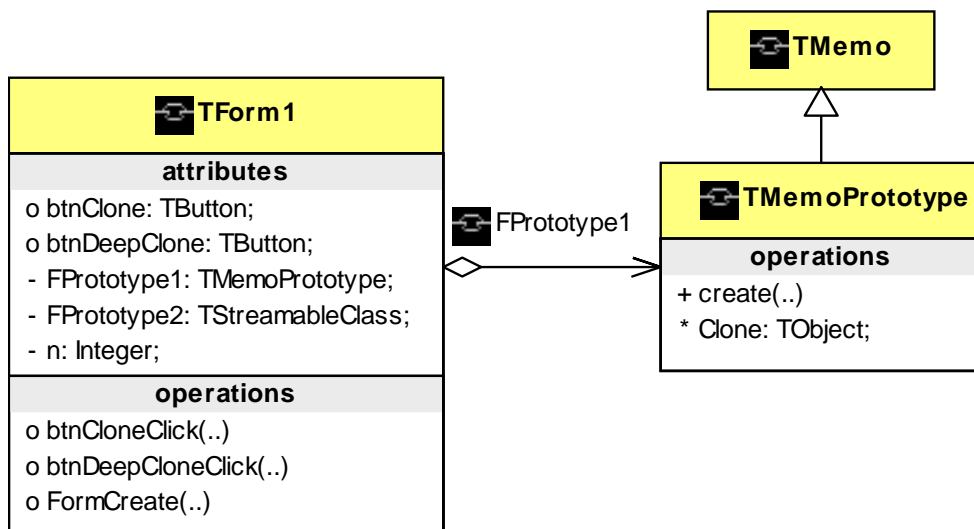 TMemo
TForm1
attributes
o btnClone: TButton;
o btnDeepClone: TButton;
- FPrototype1: TMemoPrototype;
- FPrototype2: TStreamableClass;
- n: Integer;
operations
o btnCloneClick(..)
o btnDeepCloneClick(..)
o FormCreate(..)
FPrototype1
TMemoPrototype
operations
+ create(..)
* Clone: TObject;